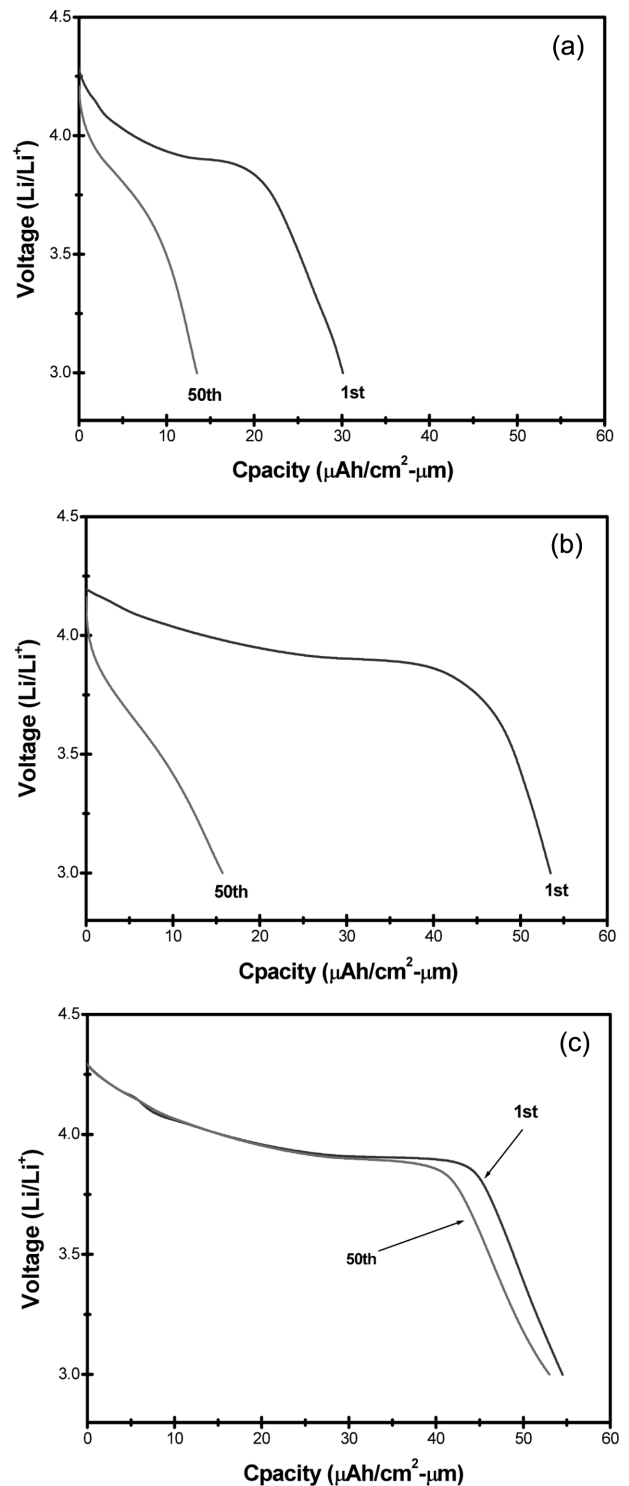 (a)
4.5
4.0
3.5
3.0
Voltage (Li/Li⁺)
50th
1st
0 10 20 30 40 50 60
Cpacity (μAh/cm²-μm)
(b)
4.5
4.0
3.5
3.0
Voltage (Li/Li⁺)
50th
1st
0 10 20 30 40 50 60
Cpacity (μAh/cm²-μm)
(c)
4.5
4.0
3.5
3.0
Voltage (Li/Li⁺)
1st
50th
0 10 20 30 40 50 60
Cpacity (μAh/cm²-μm)